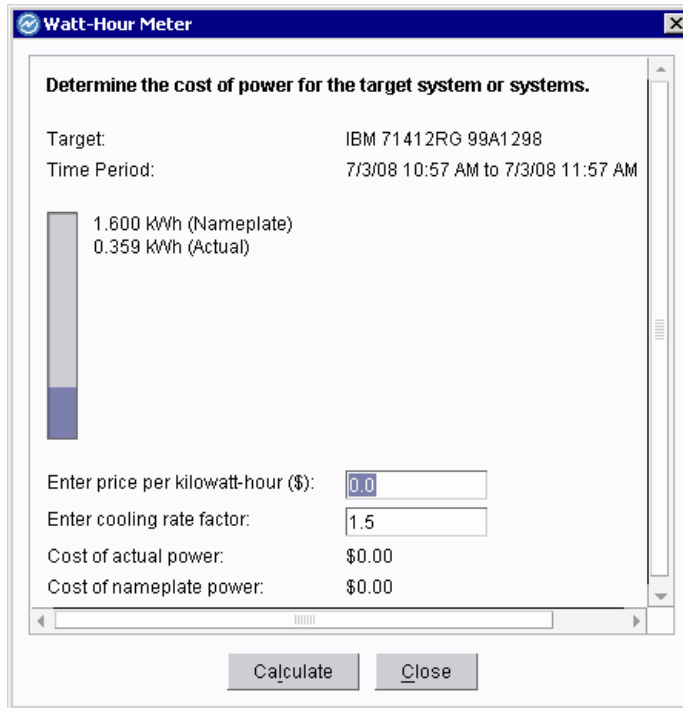 Watt-Hour Meter
Determine the cost of power for the target system or systems.
Target: IBM 71412RG 99A1298
Time Period: 7/3/08 10:57 AM to 7/3/08 11:57 AM
1.600 kWh (Nameplate)
0.359 kWh (Actual)
Enter price per kilowatt-hour ($): 0.0
Enter cooling rate factor: 1.5
Cost of actual power: $0.00
Cost of nameplate power: $0.00
Calculate Close